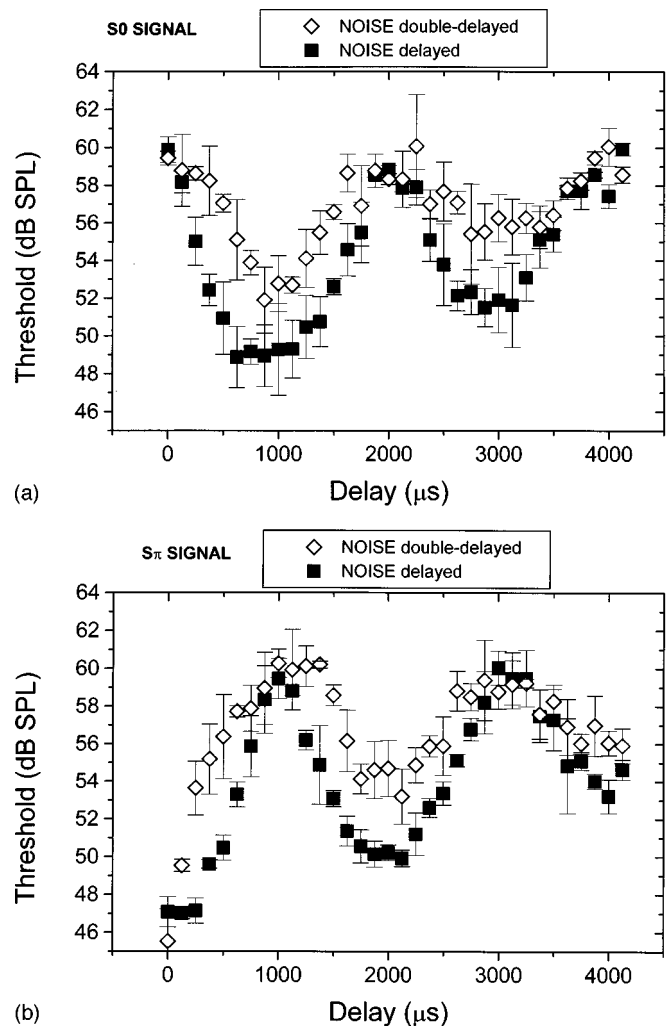 S0 SIGNAL
◇ NOISE double-delayed
■ NOISE delayed
64
62
60
58
56
54
52
50
48
46
Threshold (dB SPL)
0 1000 2000 3000 4000
(a)
Delay (μs)
Sπ SIGNAL
◇ NOISE double-delayed
■ NOISE delayed
64
62
60
58
56
54
52
50
48
46
Threshold (dB SPL)
0 1000 2000 3000 4000
(b)
Delay (μs)